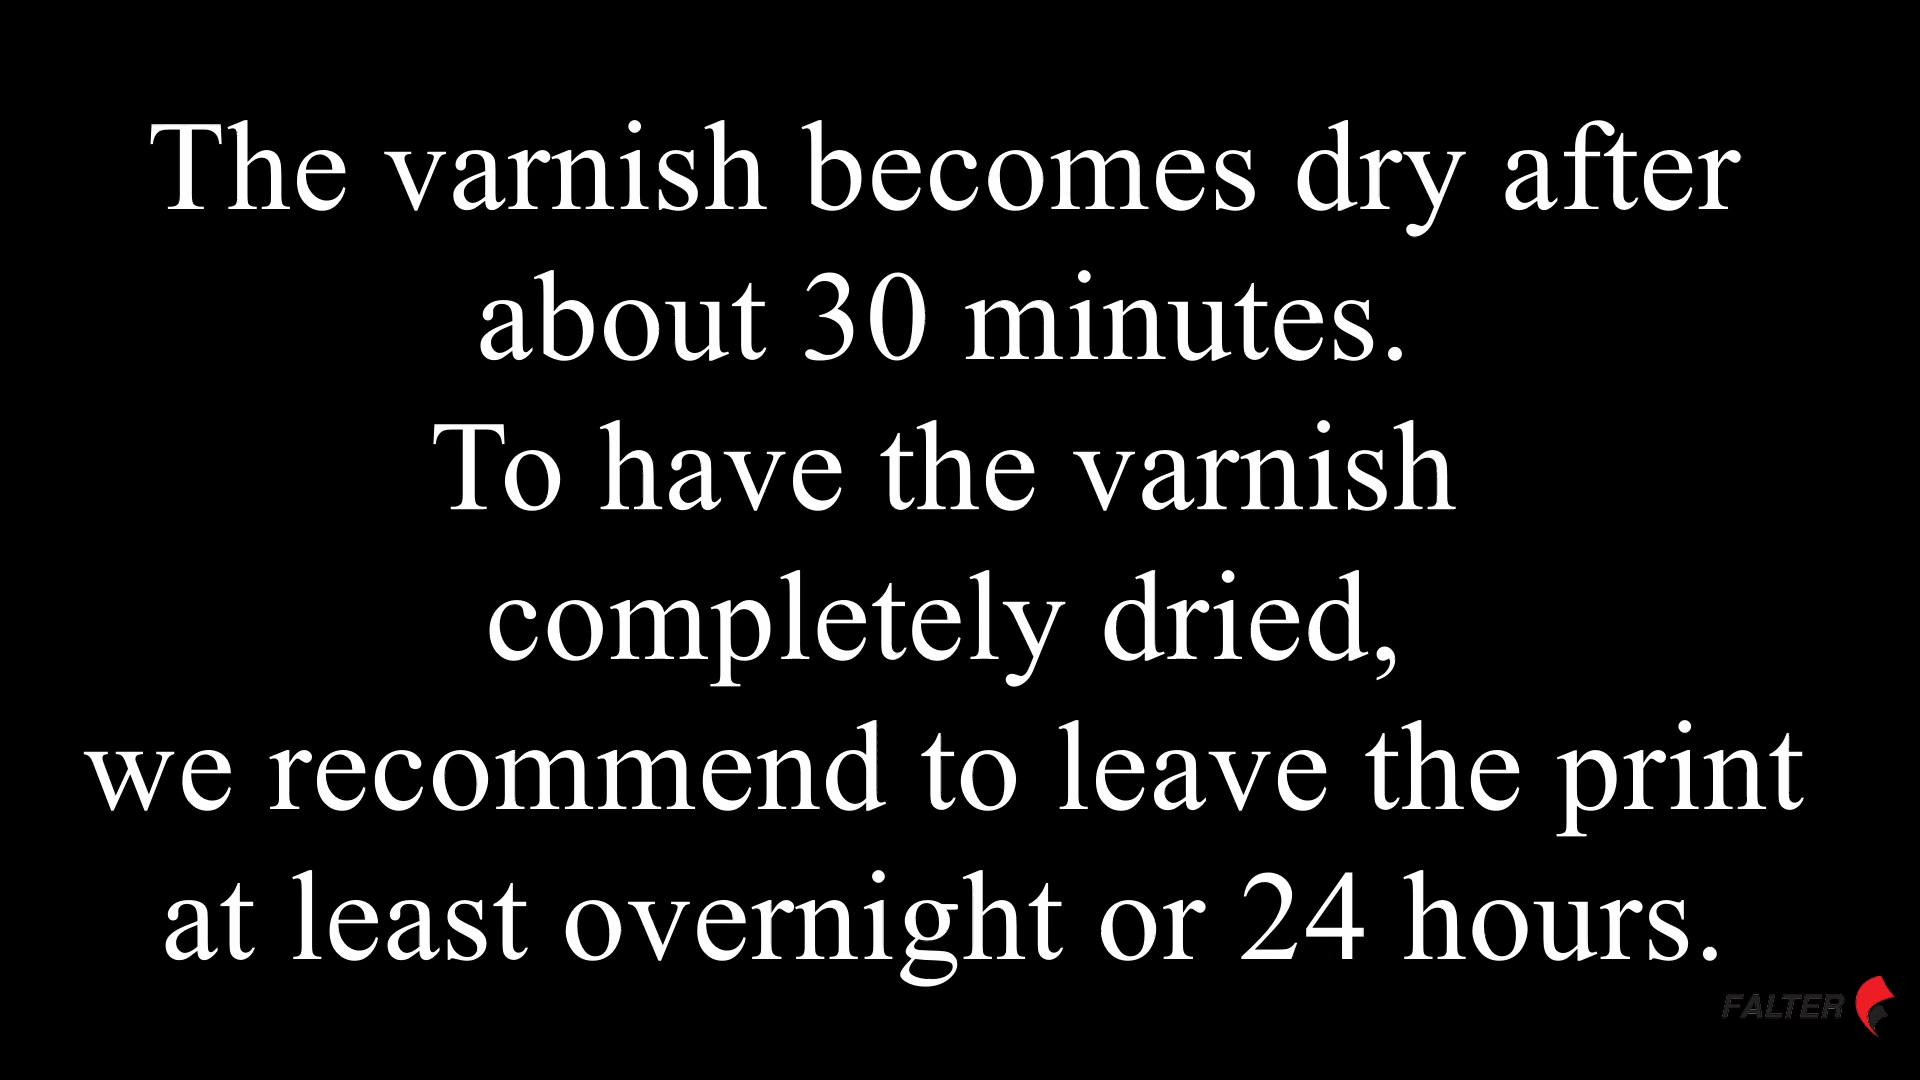 The varnish becomes dry after
about 30 minutes.
To have the varnish
completely dried,
we recommend to leave the print
at least overnight or 24 hours.
FALTER